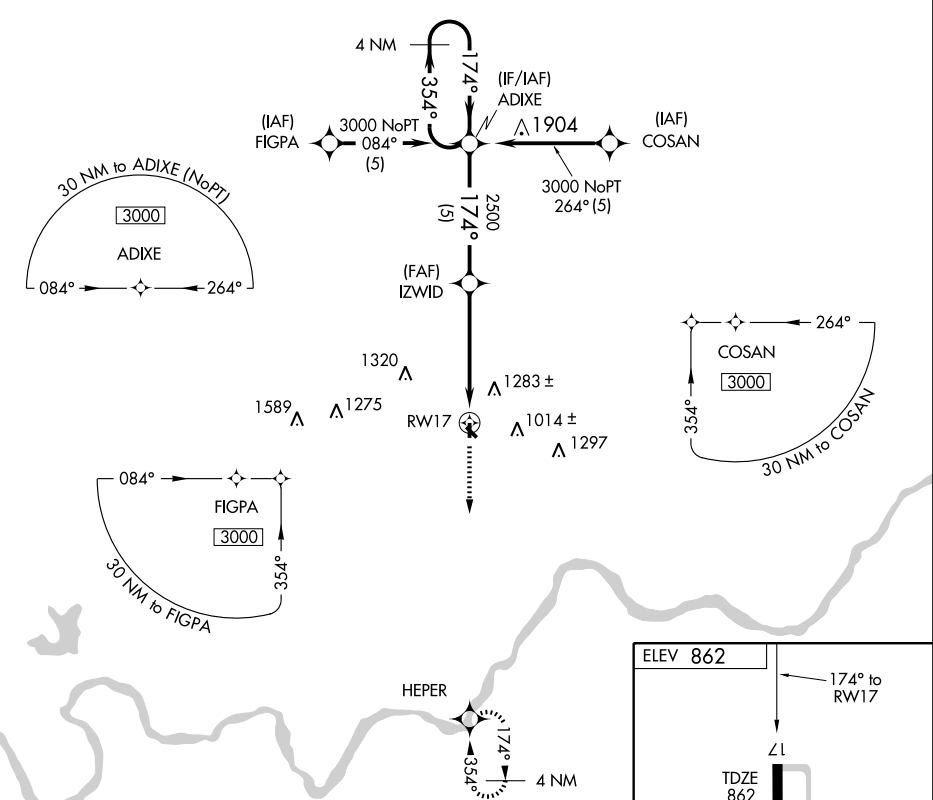 4 NM
174°
354°
(IF/IAF)
ADIXE
(IAF)
FIGPA
3000 NoPT
084°
(5)
1904
(IAF)
COSAN
3000 NoPT
264° (5)
30 NM to ADIXE (NoPT)
3000
ADIXE
084°
264°
2500
174°
(5)
(FAF)
IZWID
264°
COSAN
3000
354°
30 NM to COSAN
1320
1283 ±
1589
1275
RW17
1014 ±
1297
084°
FIGPA
3000
354°
30 NM to FIGPA
HEPER
174°
354°
4 NM
ELEV 862
174° to
RW17
17
TDZE
862